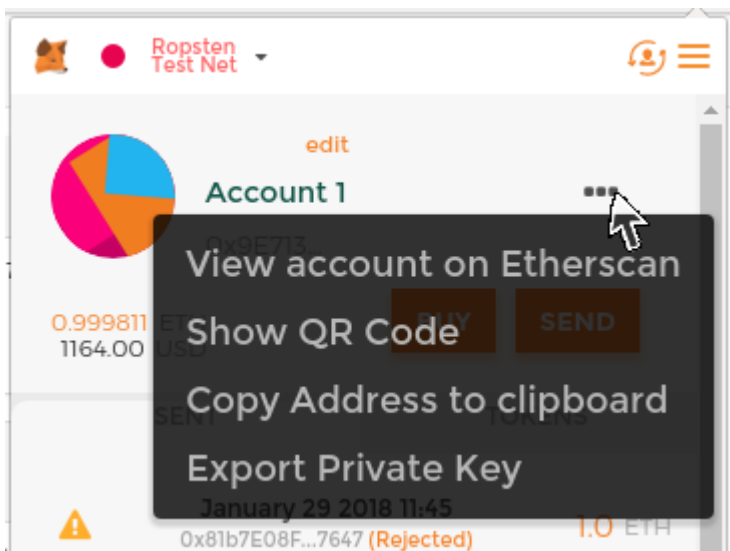 Ropsten
Test Net
edit
Account 1
0x9E713...
View account on Etherscan
0.999811 ETH
BUY SEND
Show QR Code
1164.00 USD
Copy Address to clipboard
SENT TOKENS
Export Private Key
January 29 2018 11:45
0x81b7E08F...7647 (Rejected)
1.0 ETH